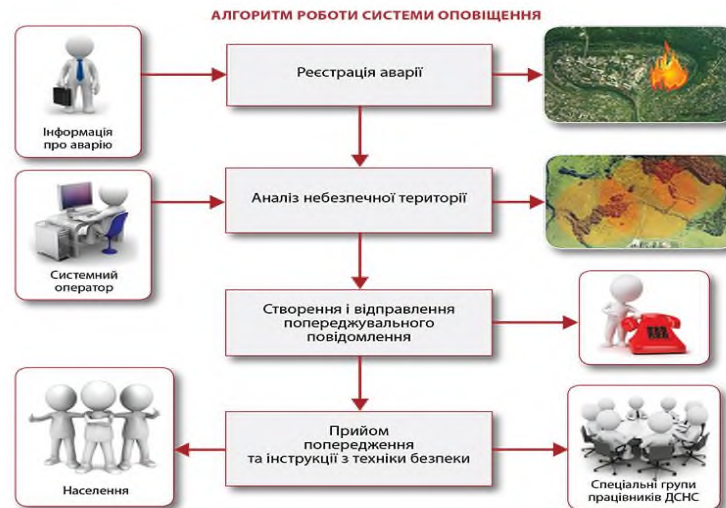 АЛГОРИТМ РОБОТИ СИСТЕМИ ОПОВІЩЕННЯ
Інформація
про аварію
Реєстрація аварії
Системний
оператор
Аналіз небезпечної території
Створення і відправлення
попереджувального
повідомлення
Населення
Прийом
попередження
та інструкції з техніки безпеки
Спеціальні групи
працівників ДСНС